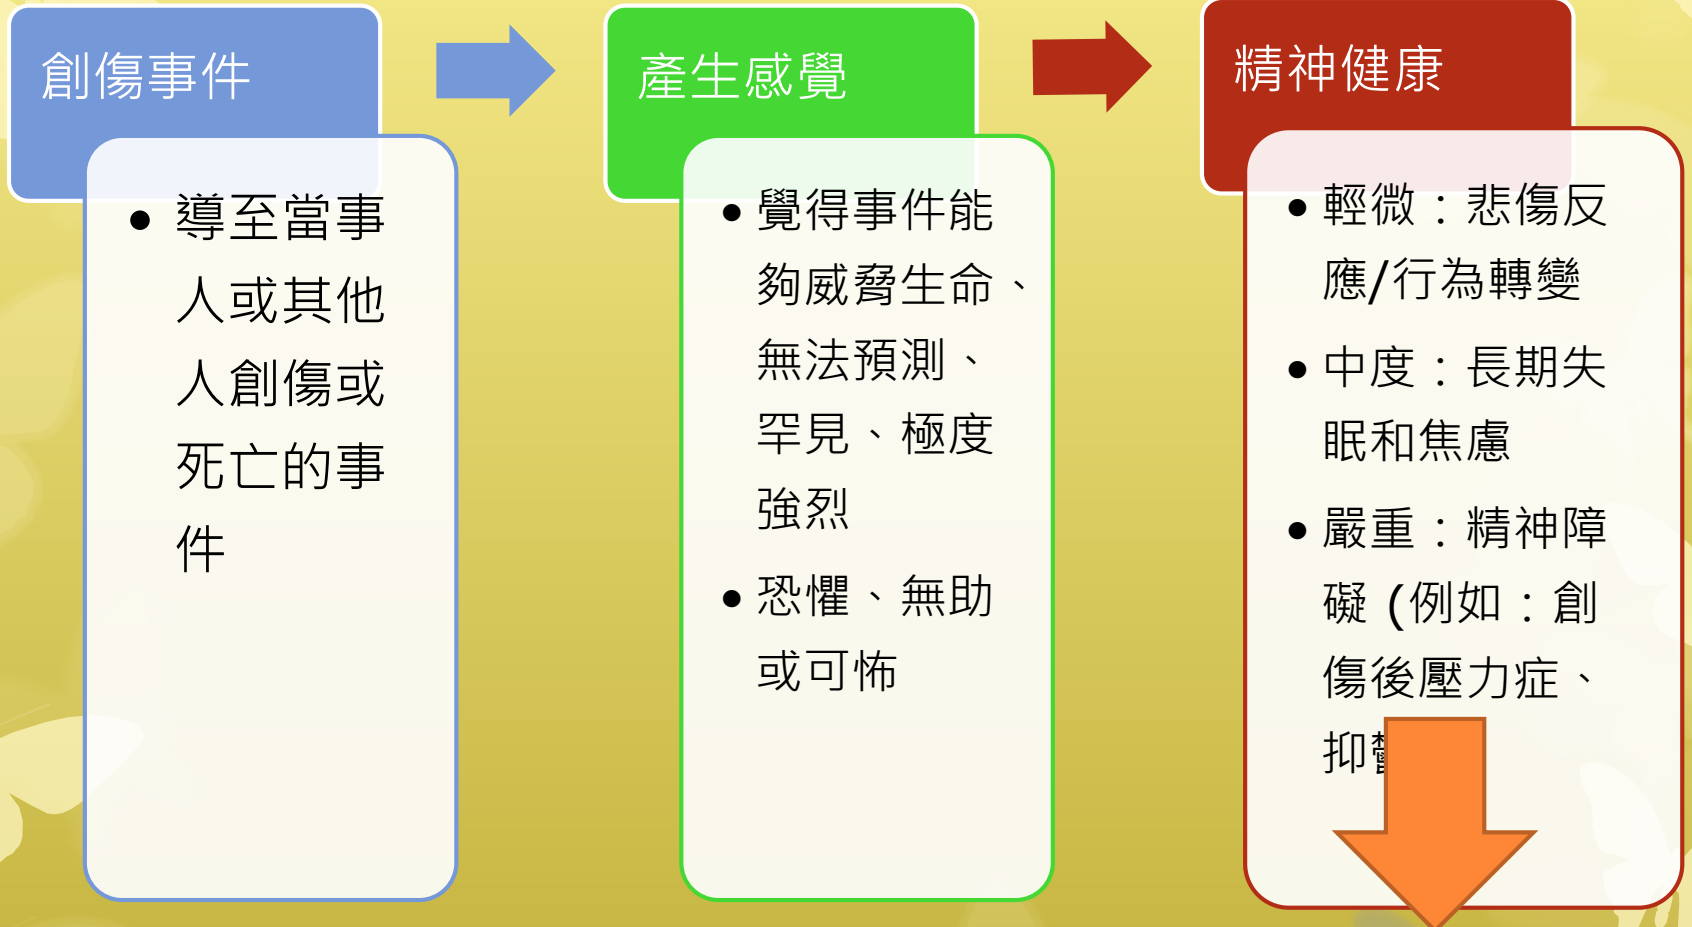 創傷事件
導至當事
人或其他
人創傷或
死亡的事
件
產生感覺
覺得事件能
夠威脅生命、
無法預測、
罕見、極度
強烈
恐懼、無助
或可怖
精神健康
輕微：悲傷反
應/行為轉變
中度：長期失
眠和焦慮
嚴重：精神障
礙 (例如：創
傷後壓力症、
抑